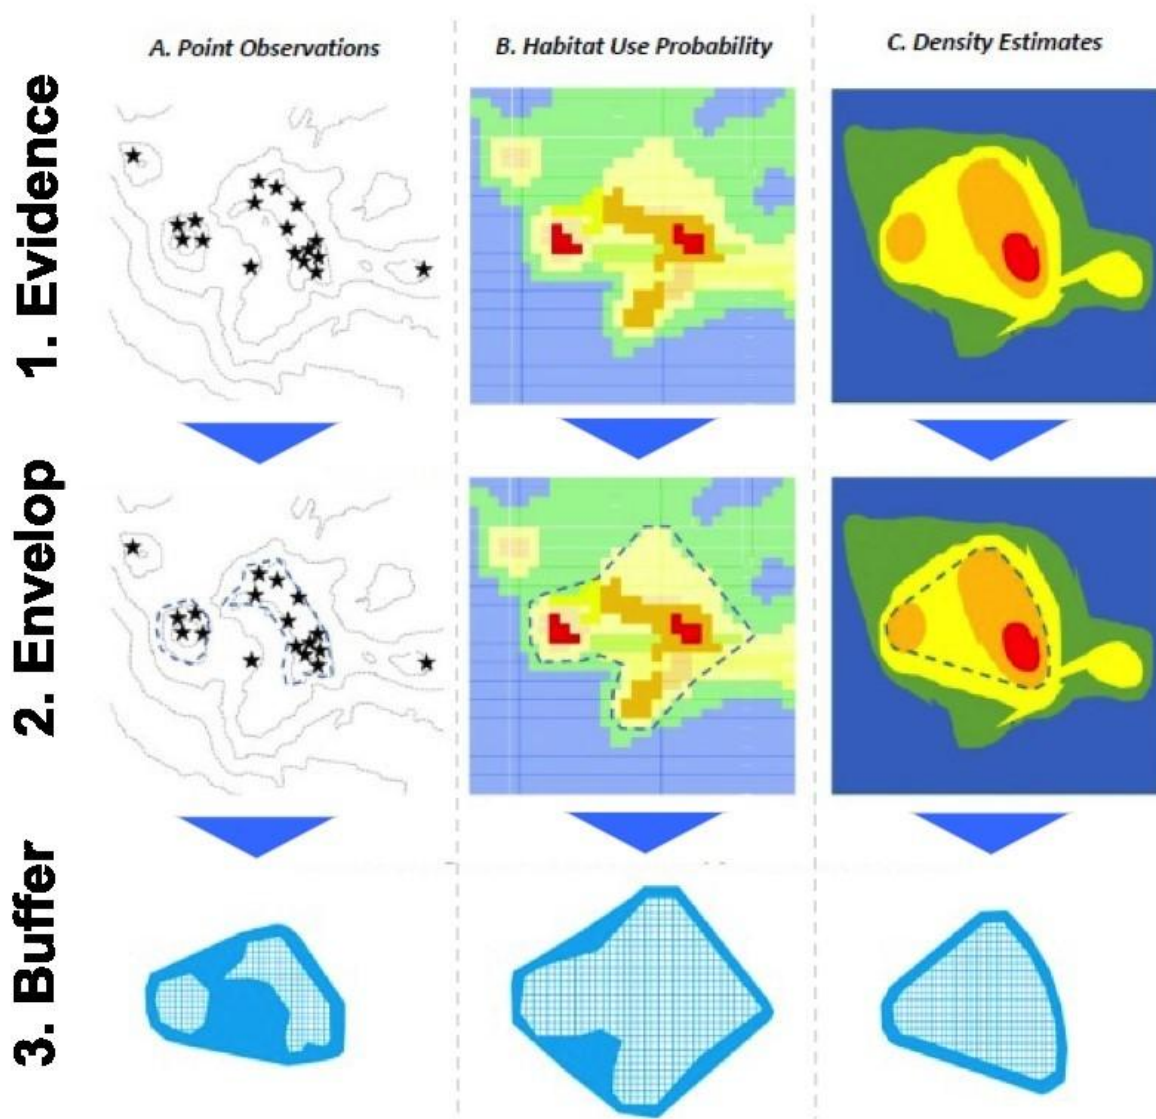 A. Point Observations
B. Habitat Use Probability
C. Density Estimates
1. Evidence
2. Envelop
3. Buffer